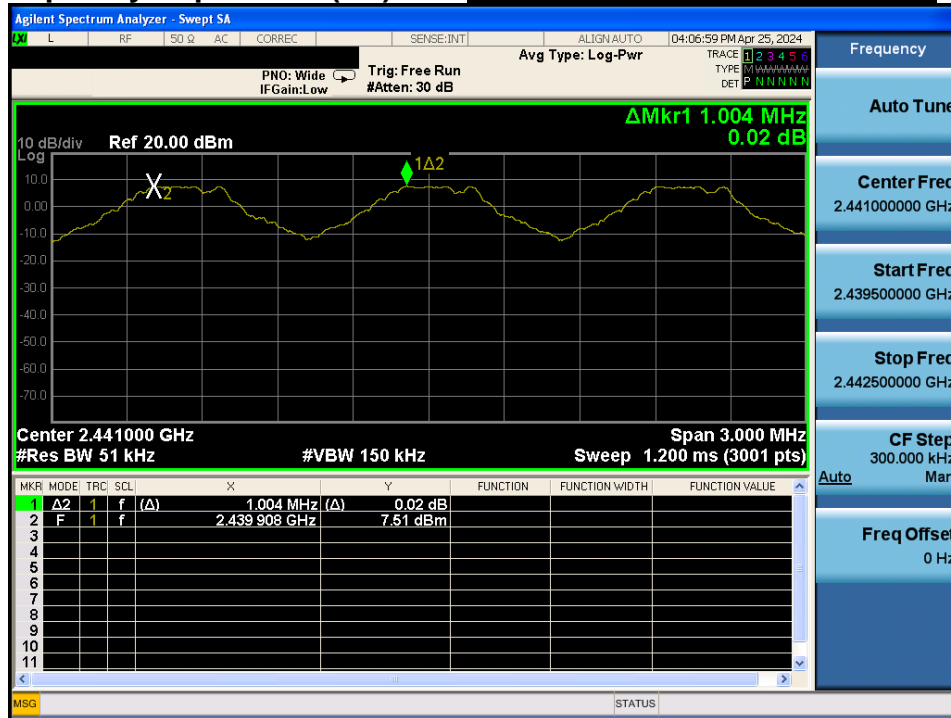 Agilent Spectrum Analyzer - Swept SA
LXI L RF 50 Ω AC CORREC SENSE:INT ALIGN AUTO 04:06:59 PM Apr 25, 2024
Avg Type: Log-Pwr
TRACE 1 2 3 4 5 6
TYPE M WWWWW
DET P N N N N N
PNO: Wide
IFGain:Low
Trig: Free Run
#Atten: 30 dB
ΔMkr1 1.004 MHz
0.02 dB
10 dB/div Ref 20.00 dBm
Log
10.0
0.00
-10.0
-20.0
-30.0
-40.0
-50.0
-60.0
-70.0
X2
1Δ2
Center 2.441000 GHz Span 3.000 MHz
#Res BW 51 kHz #VBW 150 kHz Sweep 1.200 ms (3001 pts)
MKR MODE TRC SCL X Y FUNCTION FUNCTION WIDTH FUNCTION VALUE
1 Δ2 1 f (Δ) 1.004 MHz (Δ) 0.02 dB
2 F 1 f 2.439 908 GHz 7.51 dBm
3
4
5
6
7
8
9
10
11
MSG STATUS
Frequency
Auto Tune
Center Freq
2.441000000 GHz
Start Freq
2.439500000 GHz
Stop Freq
2.442500000 GHz
CF Step
300.000 kHz
Auto Man
Freq Offset
0 Hz